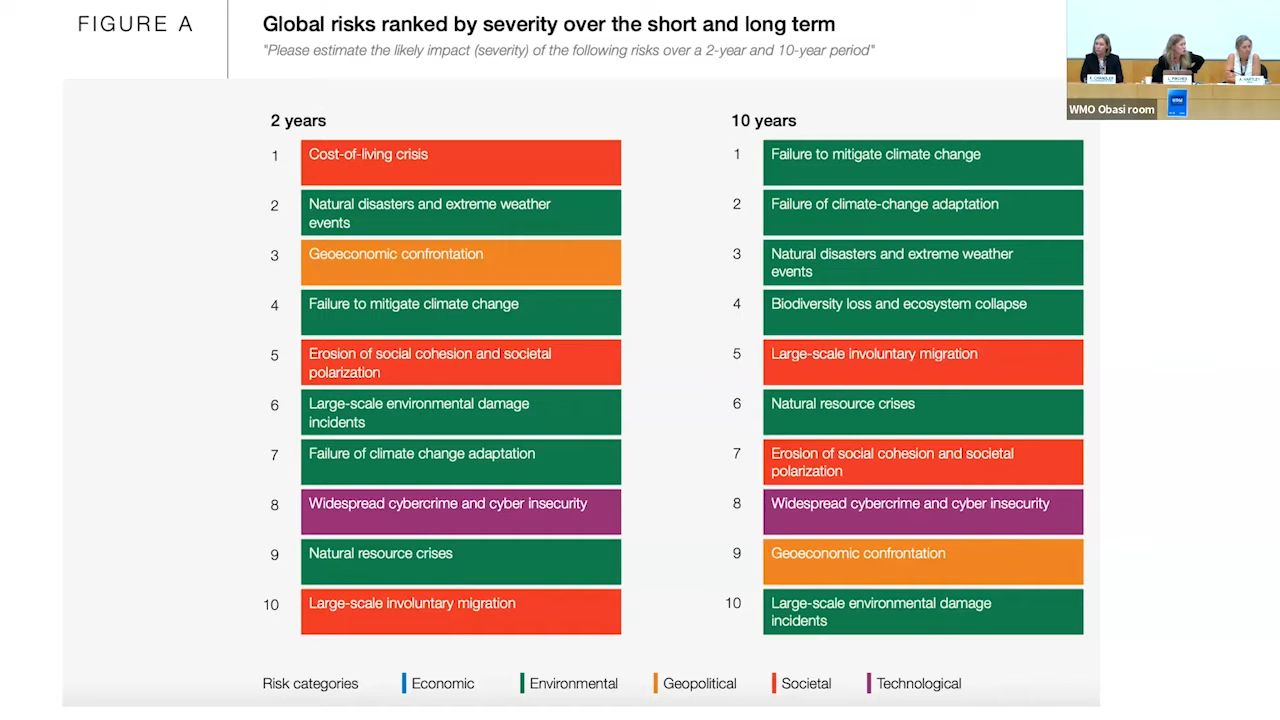 FIGURE A
Global risks ranked by severity over the short and long term
"Please estimate the likely impact (severity) of the following risks over a 2-year and 10-year period"
WMO Obasi room
2 years
1
Cost-of-living crisis
2
Natural disasters and extreme weather
events
3
Geoeconomic confrontation
4
Failure to mitigate climate change
5
Erosion of social cohesion and societal
polarization
6
Large-scale environmental damage
incidents
7
Failure of climate change adaptation
8
Widespread cybercrime and cyber insecurity
9
Natural resource crises
10
Large-scale involuntary migration
10 years
1
Failure to mitigate climate change
2
Failure of climate-change adaptation
3
Natural disasters and extreme weather
events
4
Biodiversity loss and ecosystem collapse
5
Large-scale involuntary migration
6
Natural resource crises
7
Erosion of social cohesion and societal
polarization
8
Widespread cybercrime and cyber insecurity
9
Geoeconomic confrontation
10
Large-scale environmental damage
incidents
Risk categories Economic Environmental Geopolitical Societal Technological